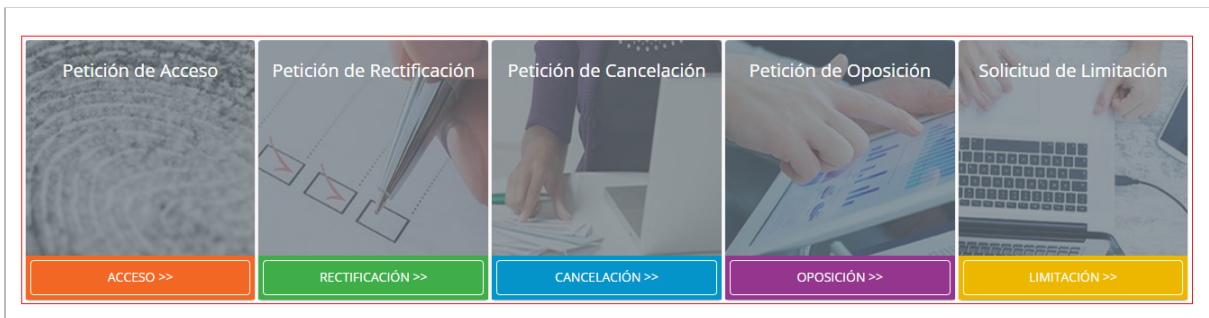 Petición de Acceso
Petición de Rectificación
Petición de Cancelación
Petición de Oposición
Solicitud de Limitación
ACCESO >>
RECTIFICACIÓN >>
CANCELACIÓN >>
OPOSICIÓN >>
LIMITACIÓN >>